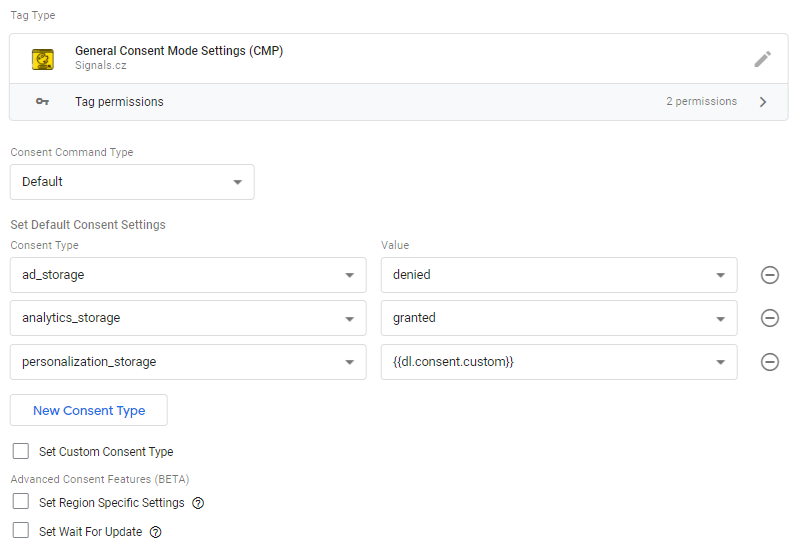 Tag Type
General Consent Mode Settings (CMP)
Signals.cz
Tag permissions 2 permissions
Consent Command Type
Default
Set Default Consent Settings
Consent Type Value
ad_storage denied
analytics_storage granted
personalization_storage {{dl.consent.custom}}
New Consent Type
Set Custom Consent Type
Advanced Consent Features (BETA)
Set Region Specific Settings
Set Wait For Update